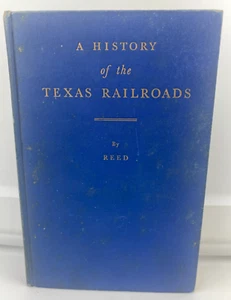 A HISTORY
of the
TEXAS RAILROADS
By
REED